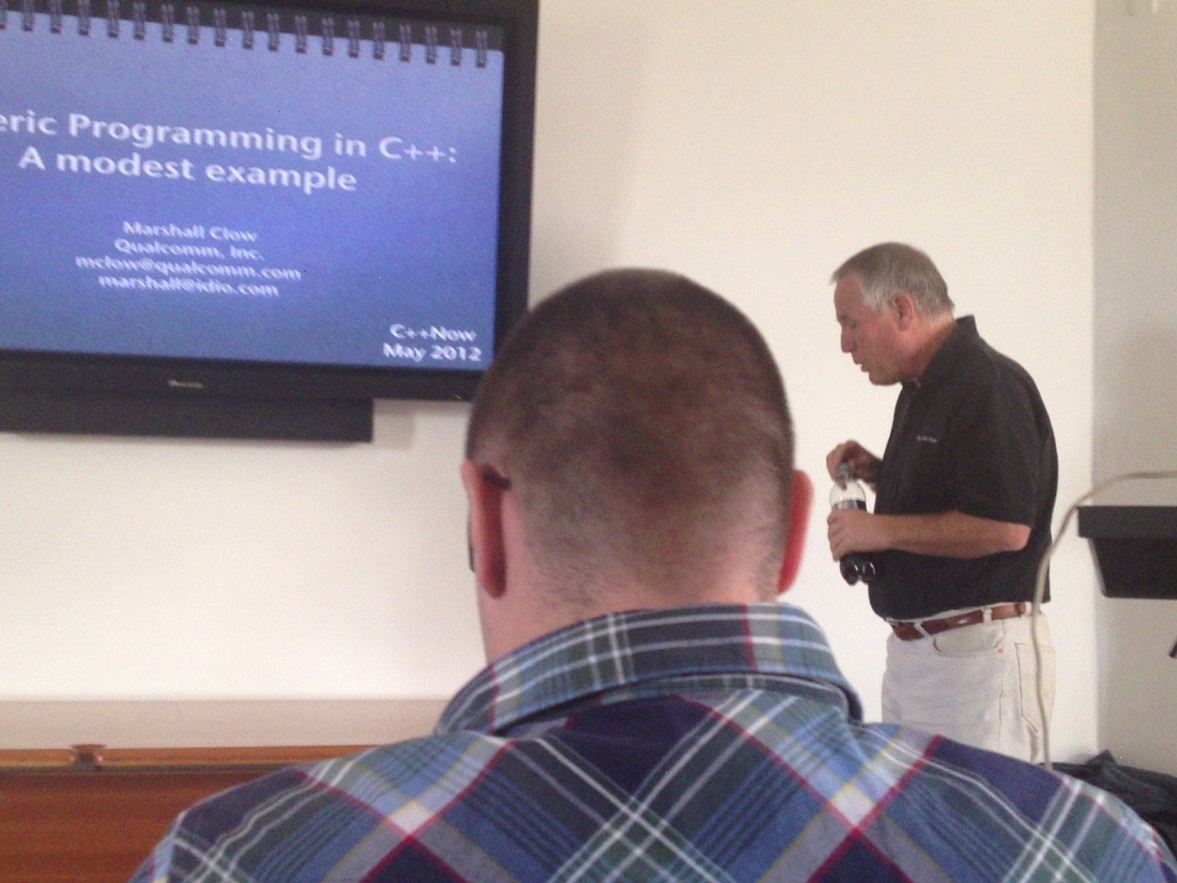 eric Programming in C++:
A modest example
Marshall Clow
Qualcomm, Inc.
mclow@qualcomm.com
marshall@idio.com
C++Now
May 2012